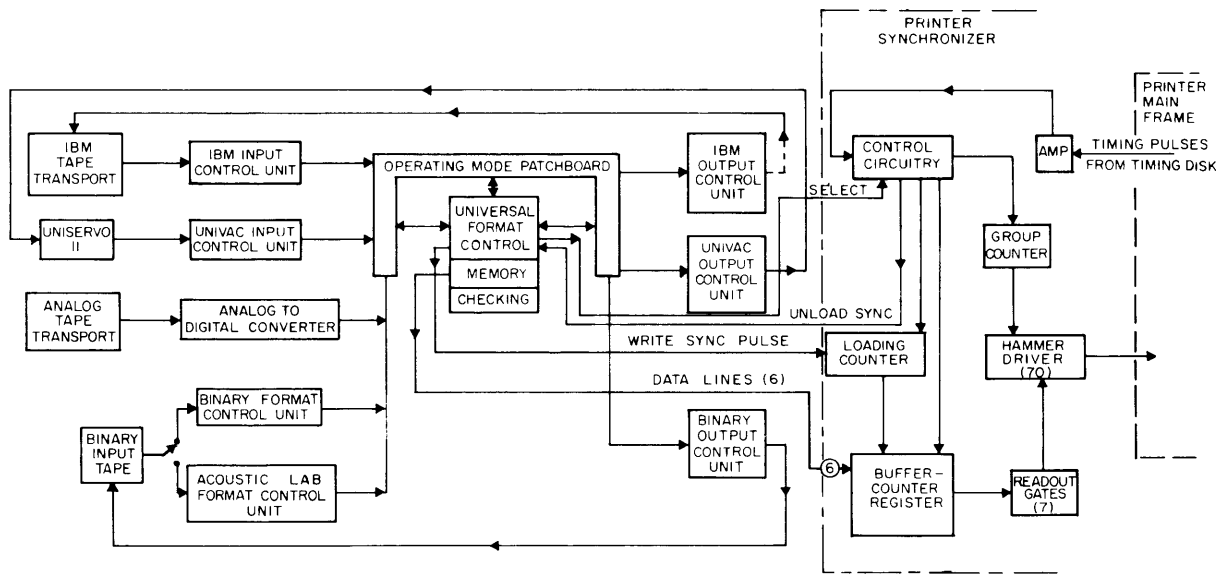 PRINTER
SYNCHRONIZER
PRINTER
MAIN
FRAME
IBM
TAPE
TRANSPORT
IBM INPUT
CONTROL UNIT
OPERATING MODE PATCHBOARD
IBM
OUTPUT
CONTROL
UNIT
CONTROL
CIRCUITRY
AMP
TIMING PULSES
FROM TIMING DISK
SELECT
UNISERVO
II
UNIVAC INPUT
CONTROL UNIT
UNIVERSAL
FORMAT
CONTROL
MEMORY
CHECKING
UNIVAC
OUTPUT
CONTROL
UNIT
GROUP
COUNTER
ANALOG
TAPE
TRANSPORT
ANALOG TO
DIGITAL CONVERTER
UNLOAD SYNC
WRITE SYNC PULSE
LOADING
COUNTER
HAMMER
DRIVER
(70)
DATA LINES (6)
BINARY FORMAT
CONTROL UNIT
BINARY
INPUT
TAPE
ACOUSTIC LAB
FORMAT CONTROL
UNIT
BINARY
OUTPUT
CONTROL
UNIT
6
BUFFER-
COUNTER
REGISTER
READOUT
GATES
(7)